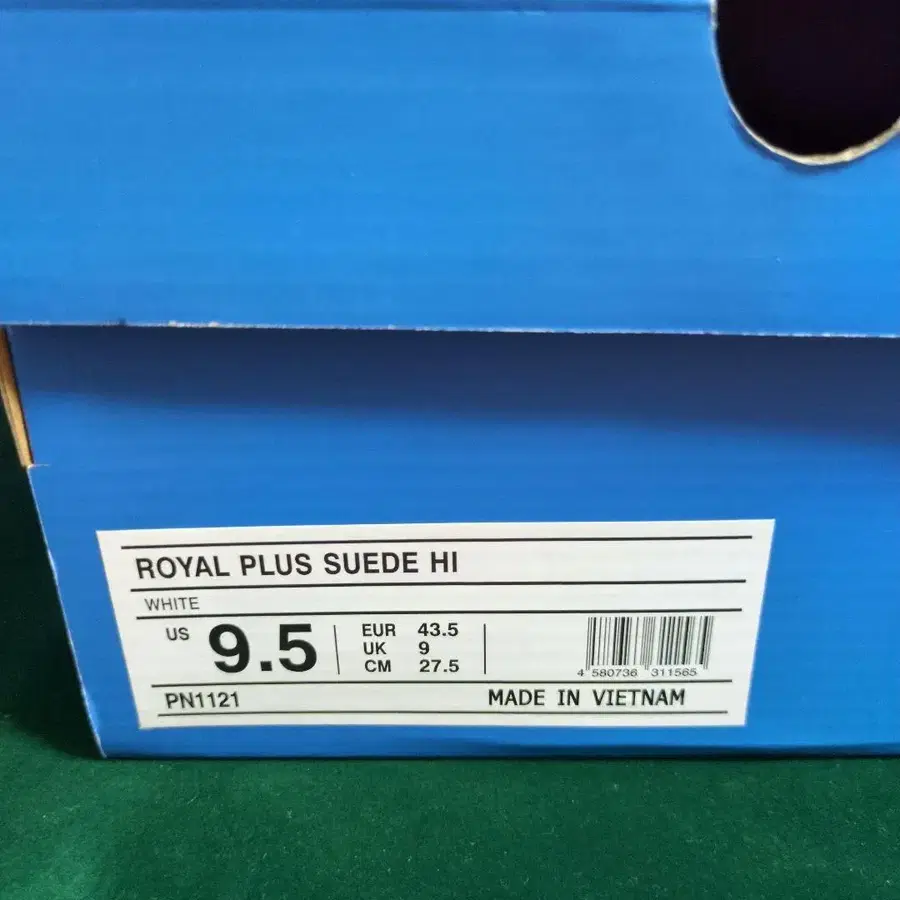 ROYAL PLUS SUEDE HI
WHITE
US 9.5
EUR 43.5
UK 9
CM 27.5
4 580736 311565
PN1121
MADE IN VIETNAM